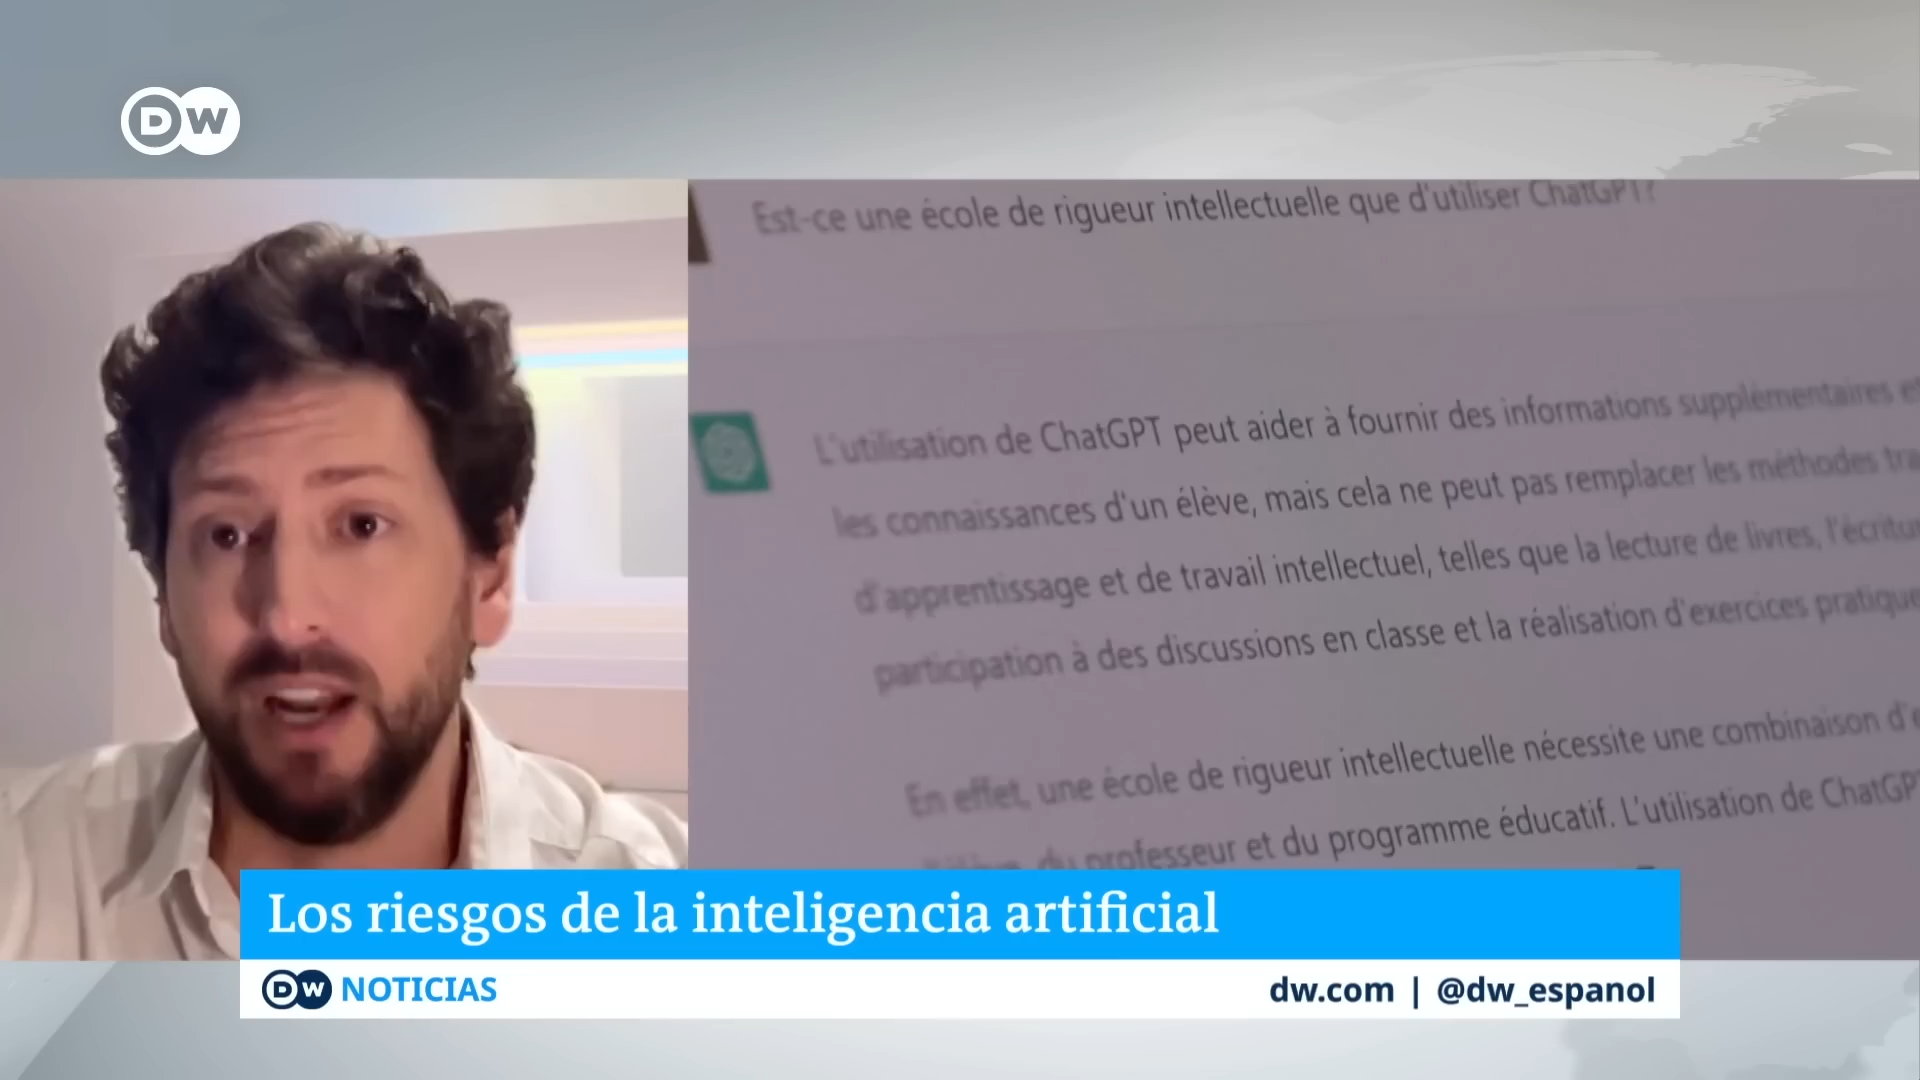 DW
Est-ce une école de rigueur intellectuelle que d'utiliser ChatGPT?
L'utilisation de ChatGPT peut aider à fournir des informations supplémentaires et
les connaissances d'un élève, mais cela ne peut pas remplacer les méthodes
d'apprentissage et de travail intellectuel, telles que la lecture de livres,
participation à des discussions en classe et la réalisation d'exercices
En effet, une école de rigueur intellectuelle nécessite une combinaison
du professeur et du programme éducatif. L'utilisation de
Los riesgos de la inteligencia artificial
DW NOTICIAS
dw.com | @dw_espanol